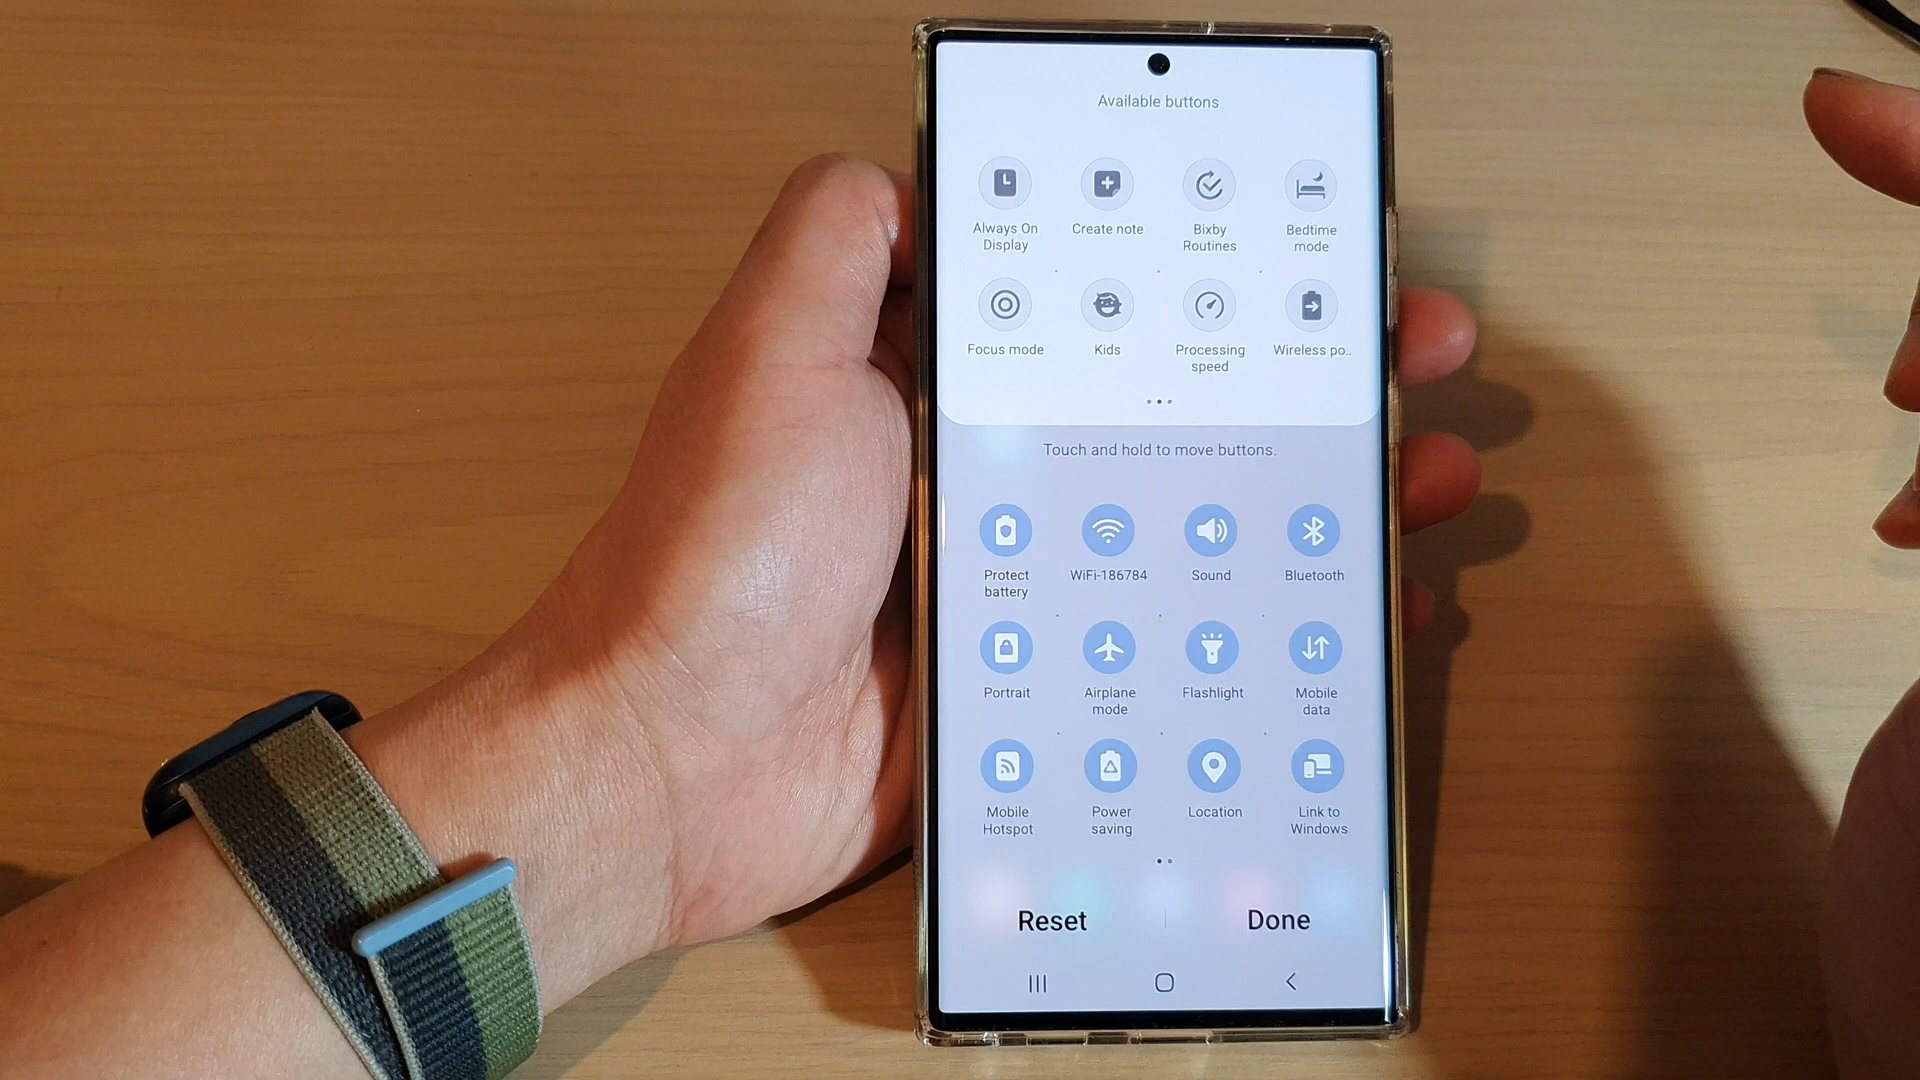 Available buttons
Always On Display
Create note
Bixby Routines
Bedtime mode
Focus mode
Kids
Processing speed
Wireless po..
Touch and hold to move buttons.
Protect battery
WiFi-186784
Sound
Bluetooth
Portrait
Airplane mode
Flashlight
Mobile data
Mobile Hotspot
Power saving
Location
Link to Windows
Reset
Done